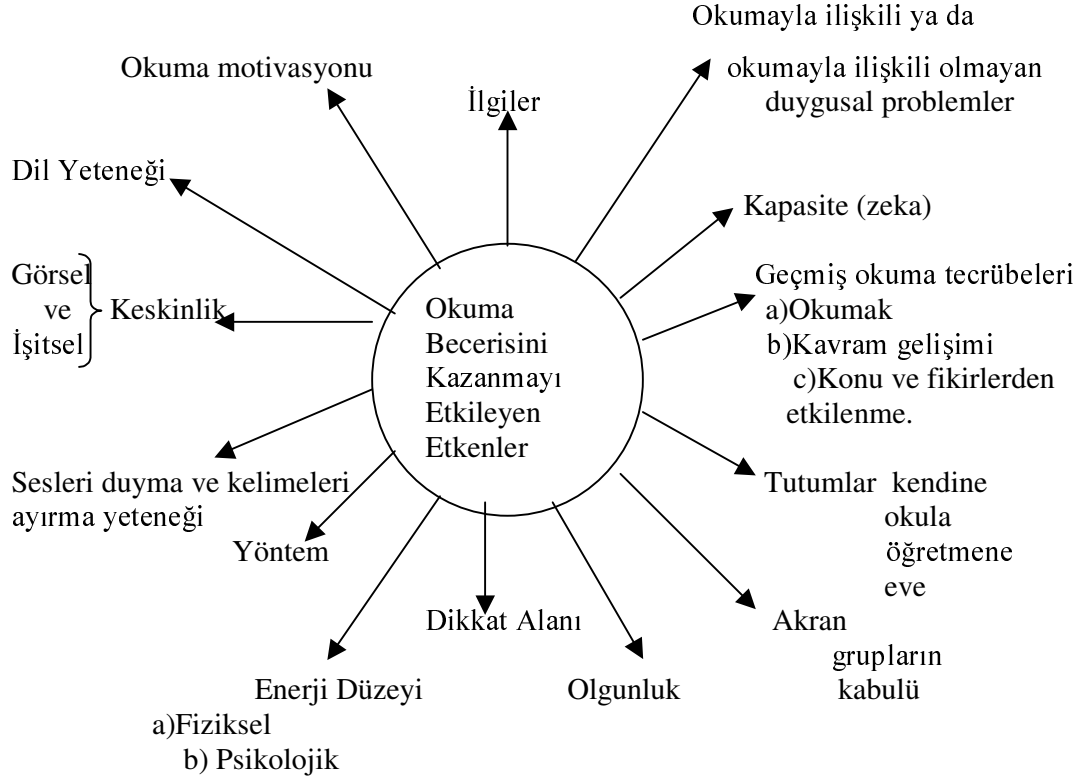 Okumayla ilişkili ya da
okumayla ilişkili olmayan
duygusal problemler
Okuma motivasyonu
İlgiler
Dil Yeteneği
Kapasite (zeka)
Görsel
ve
İşitsel
Keskinlik
Geçmiş okuma tecrübeleri
a)Okumak
b)Kavram gelişimi
c)Konu ve fikirlerden
etkilenme.
Okuma
Becerisini
Kazanmayı
Etkileyen
Etkenler
Sesleri duyma ve kelimeleri
ayırma yeteneği
Tutumlar kendine
okula
öğretmene
eve
Yöntem
Dikkat Alanı
Akran
grupların
kabulü
Enerji Düzeyi
a)Fiziksel
b) Psikolojik
Olgunluk